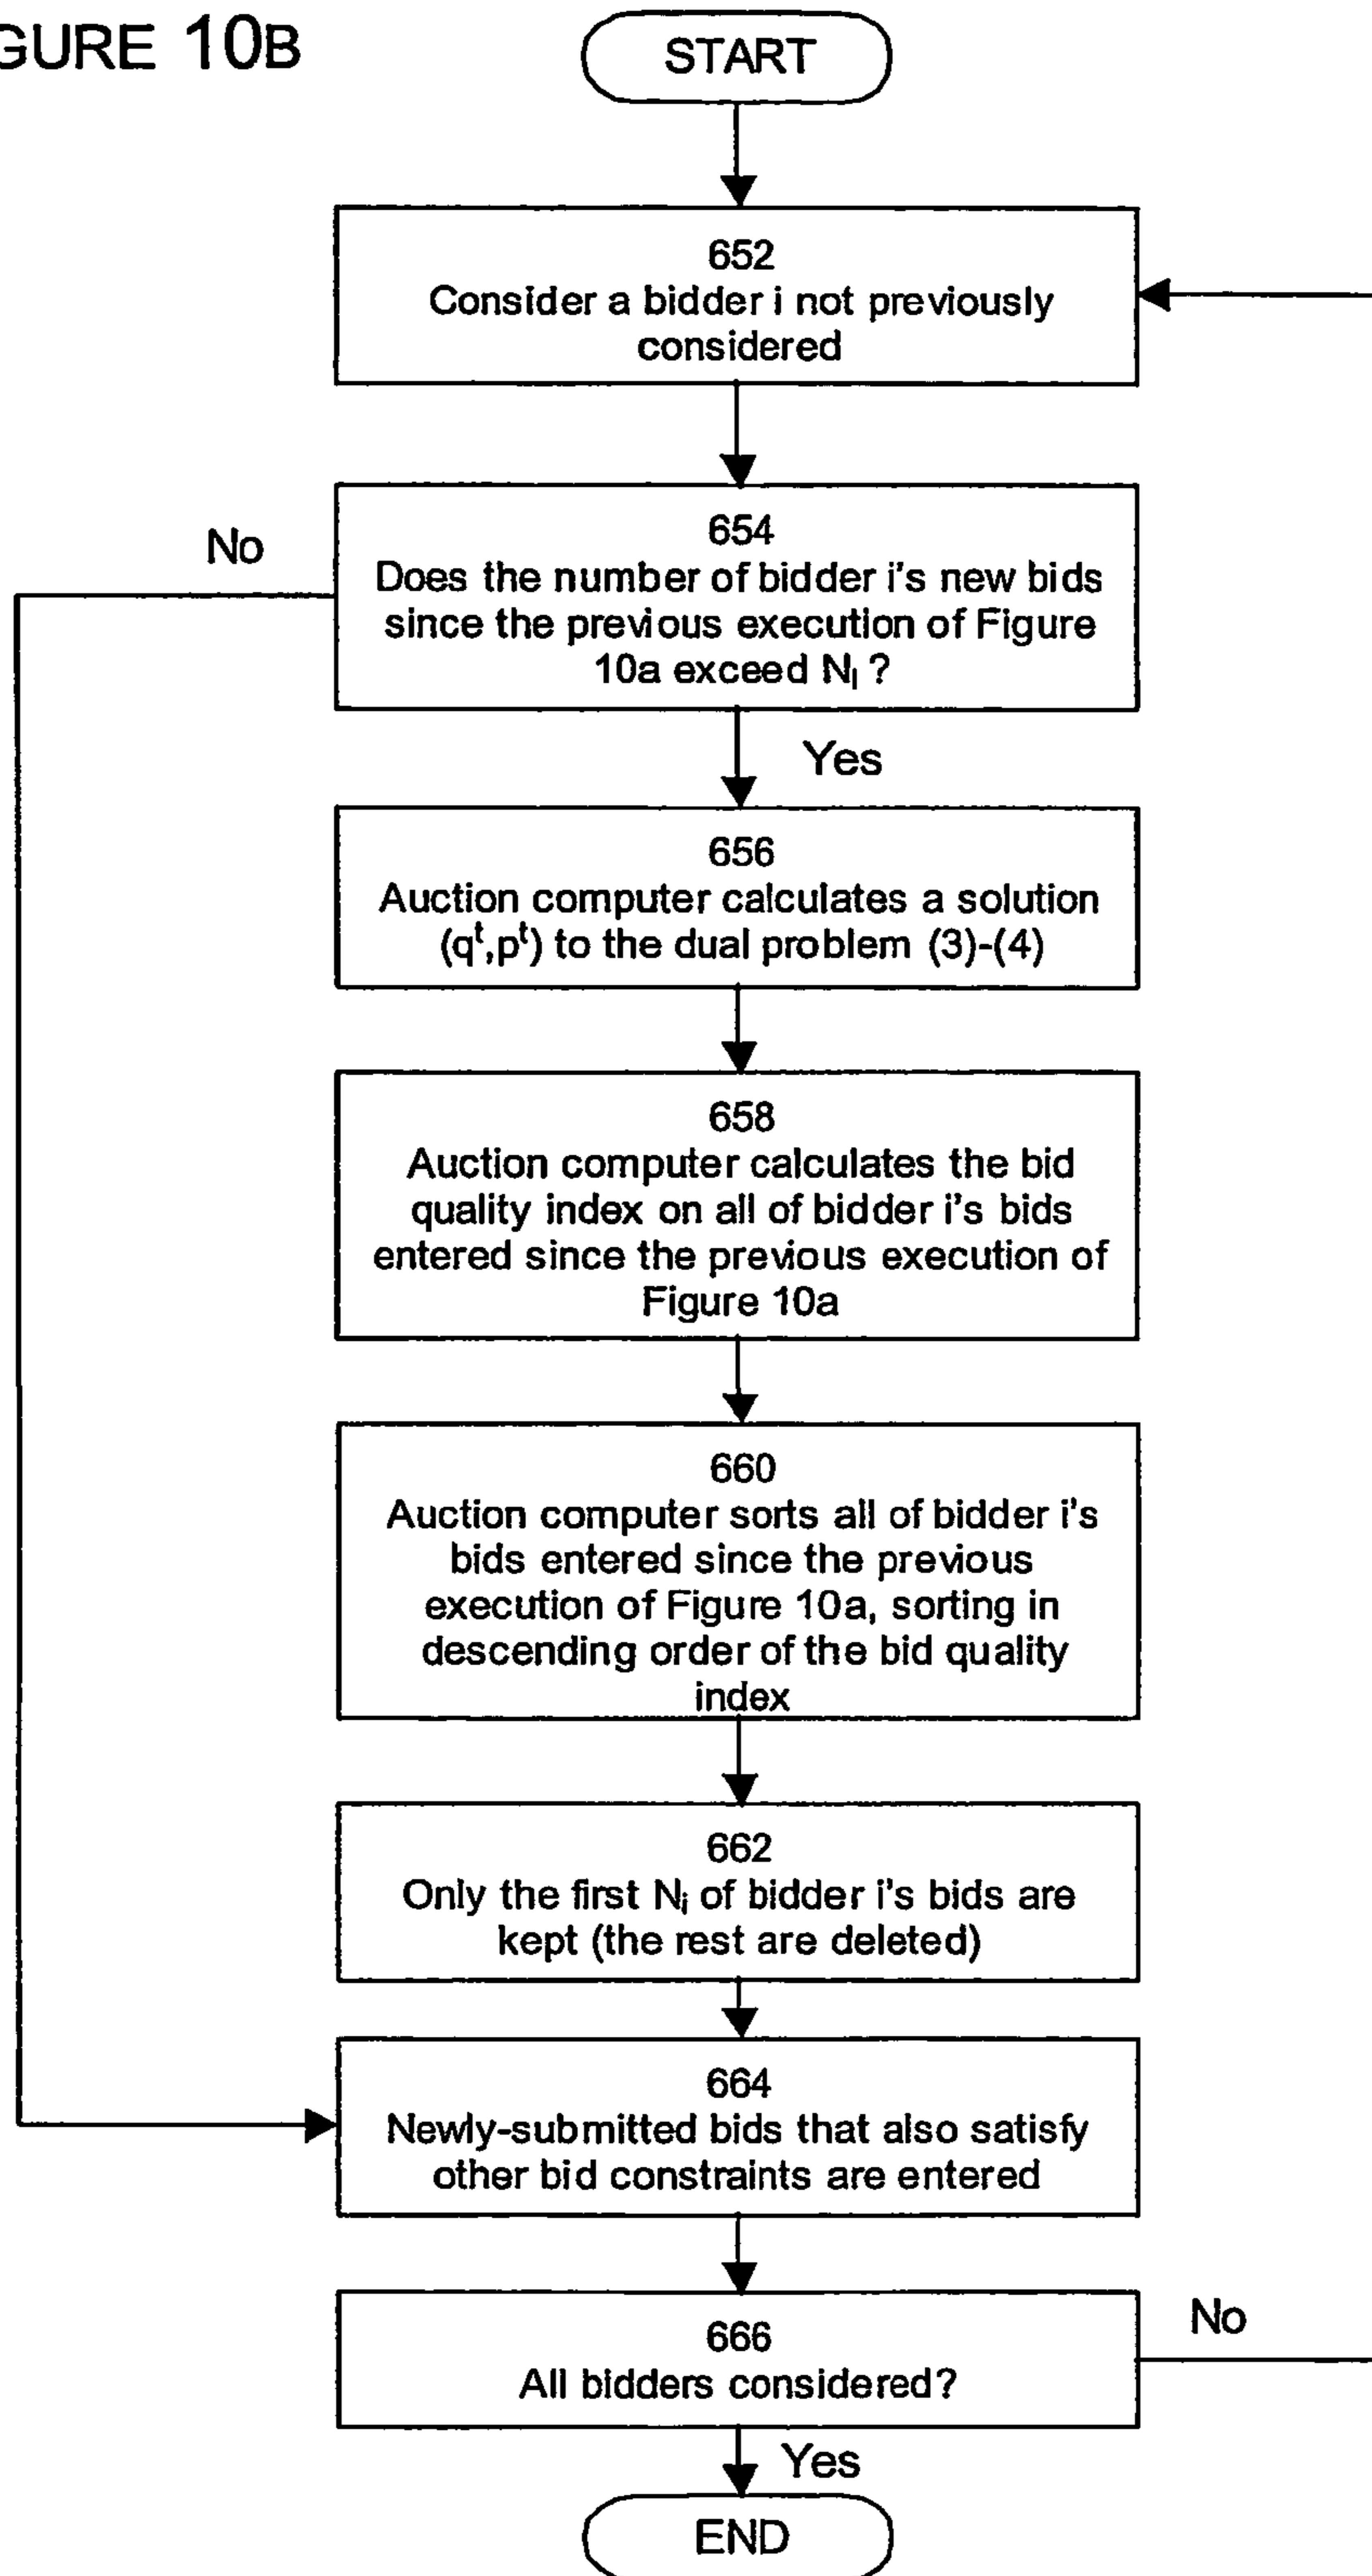 GURE 10B
START
652
Consider a bidder i not previously
considered
654
Does the number of bidder i's new bids
since the previous execution of Figure
10a exceed Ni ?
No
Yes
656
Auction computer calculates a solution
(qt,pt) to the dual problem (3)-(4)
658
Auction computer calculates the bid
quality index on all of bidder i's bids
entered since the previous execution of
Figure 10a
660
Auction computer sorts all of bidder i's
bids entered since the previous
execution of Figure 10a, sorting in
descending order of the bid quality
index
662
Only the first Ni of bidder i's bids are
kept (the rest are deleted)
664
Newly-submitted bids that also satisfy
other bid constraints are entered
666
All bidders considered?
No
Yes
END